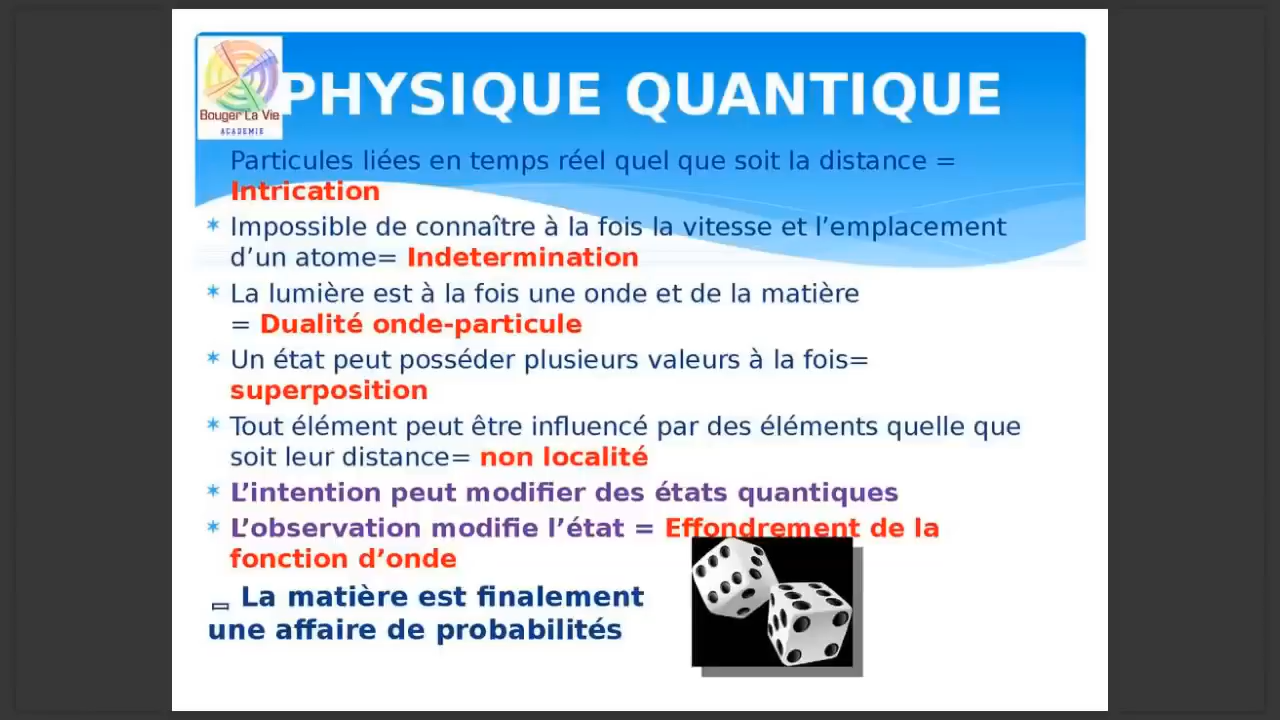 PHYSIQUE QUANTIQUE
Bouger La Vie
ACADEMIE
Particules liées en temps réel quel que soit la distance =
Intrication
Impossible de connaître à la fois la vitesse et l’emplacement
d’un atome= Indetermination
La lumière est à la fois une onde et de la matière
= Dualité onde-particule
Un état peut posséder plusieurs valeurs à la fois=
superposition
Tout élément peut être influencé par des éléments quelle que
soit leur distance= non localité
L’intention peut modifier des états quantiques
L’observation modifie l’état = Effondrement de la
fonction d’onde
La matière est finalement
une affaire de probabilités